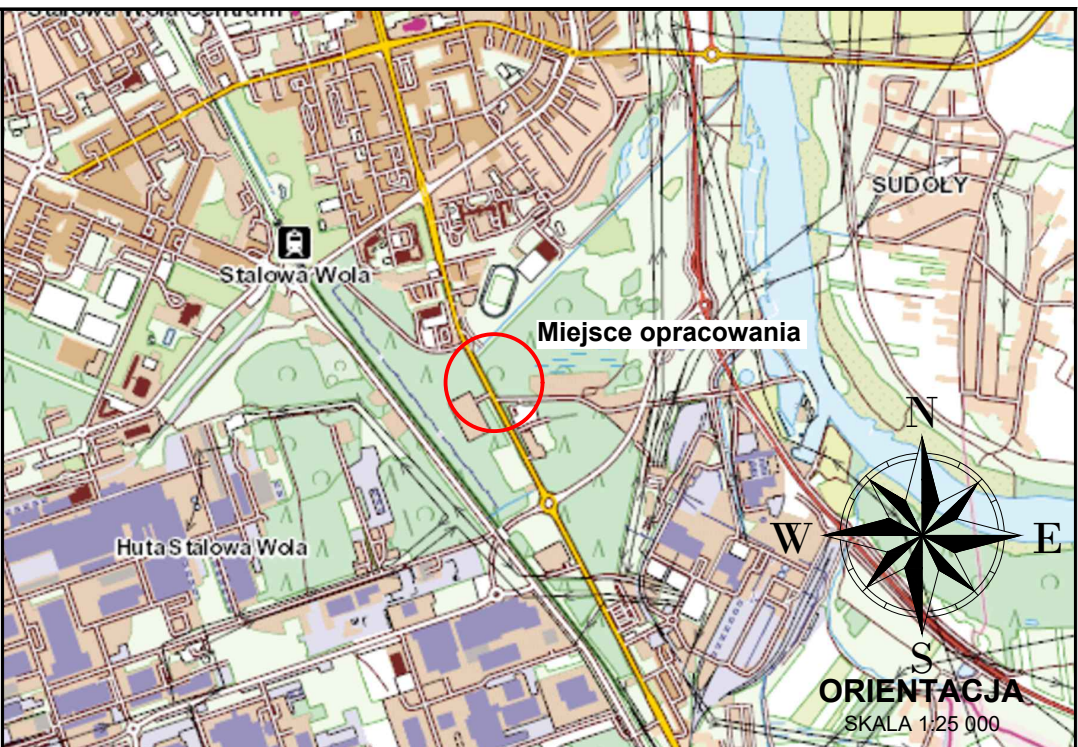 Stalowa Wola Centrum
SUDOŁY
Stalowa Wola
Miejsce opracowania
N
W
E
Huta Stalowa Wola
S
ORIENTACJA
SKALA 1:25 000